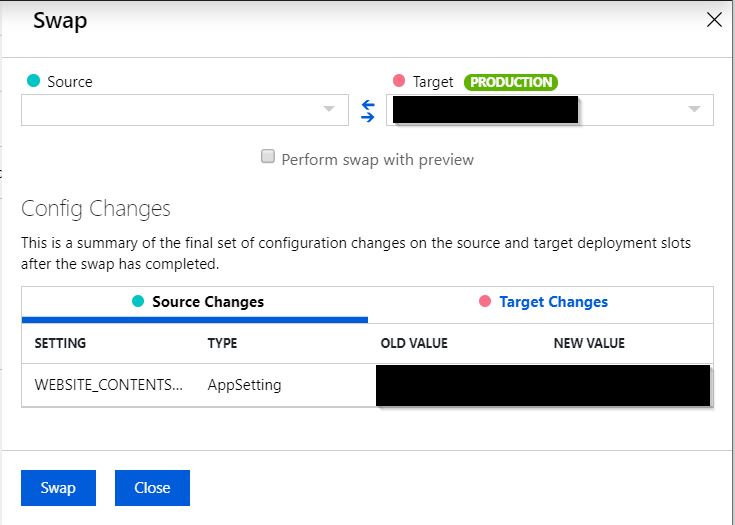 Swap
Source
Target PRODUCTION
Perform swap with preview
Config Changes
This is a summary of the final set of configuration changes on the source and target deployment slots
after the swap has completed.
Source Changes Target Changes
SETTING TYPE OLD VALUE NEW VALUE
WEBSITE_CONTENTS... AppSetting
Swap Close